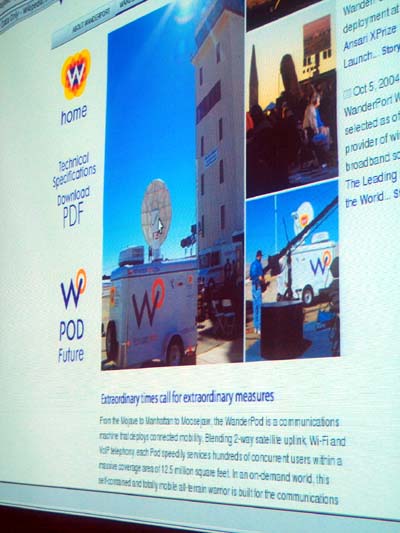 ABOUT WANDERPORT
Wander
deployment at
Ansari XPrize
Launch... Story
Oct 5, 2004
WanderPort W
selected as of
provider of wi
broadband so
The Leading
the World... St
W
home
Technical
Specifications
Download
PDF
W
POD
Future
W
Extraordinary times call for extraordinary measures
From the Mojave to Manhattan to Moosejaw, the WanderPod is a communications
machine that deploys connected mobility. Blending 2-way satellite uplink, Wi-Fi and
VoIP telephony, each Pod speedily services hundreds of concurrent users within a
massive coverage area of 12.5 million square feet. In an on-demand world, this
self-contained and totally mobile all-terrain warrior is built for the communications